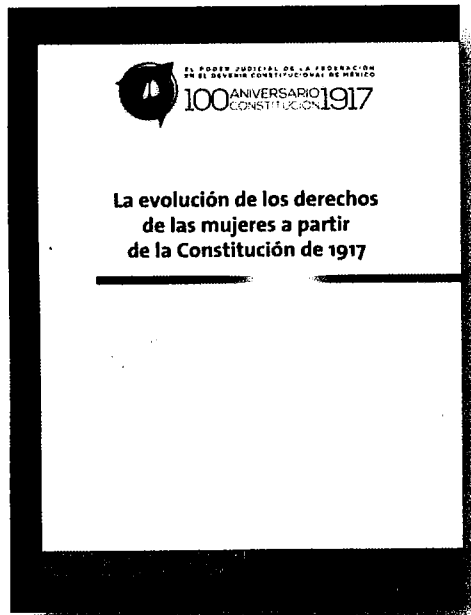 EL PODER JUDICIAL DE LA FEDERACIÓN
EN EL DEVENIR CONSTITUCIONAL DE MÉXICO
100 ANIVERSARIO CONSTITUCIÓN 1917
La evolución de los derechos
de las mujeres a partir
de la Constitución de 1917